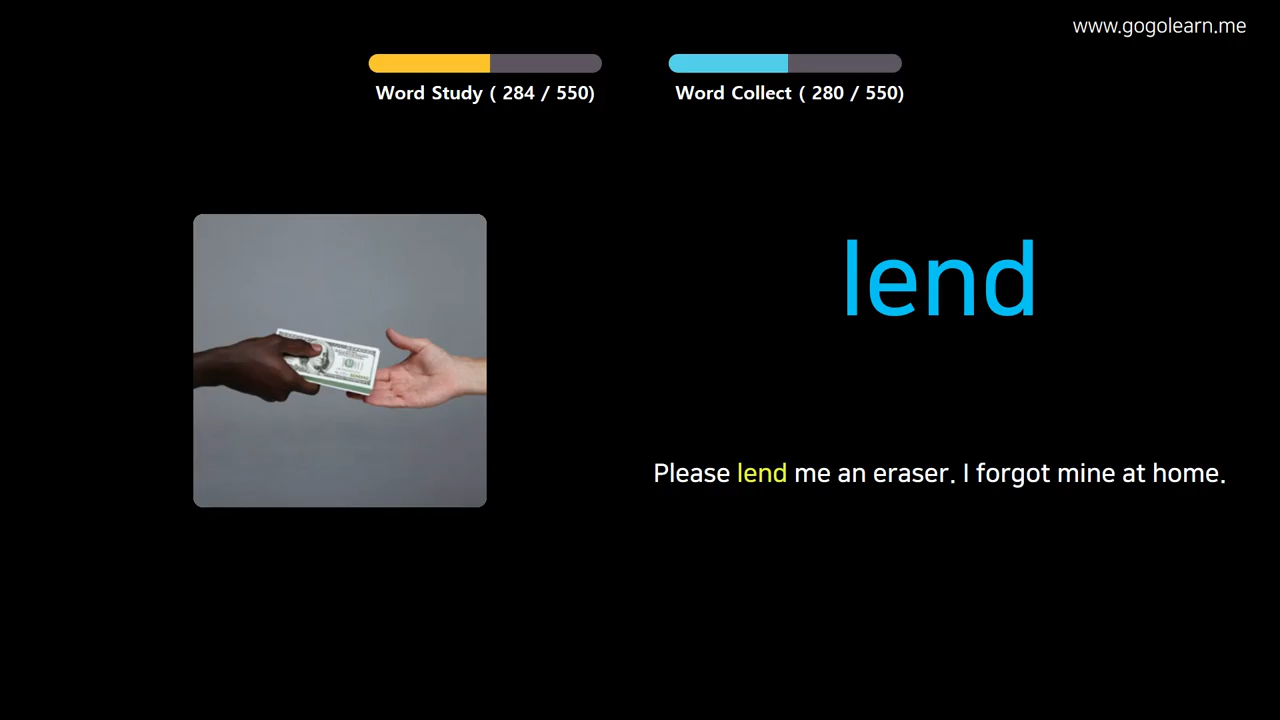 www.gogolearn.me
Word Study ( 284 / 550)
Word Collect ( 280 / 550)
lend
Please lend me an eraser. I forgot mine at home.